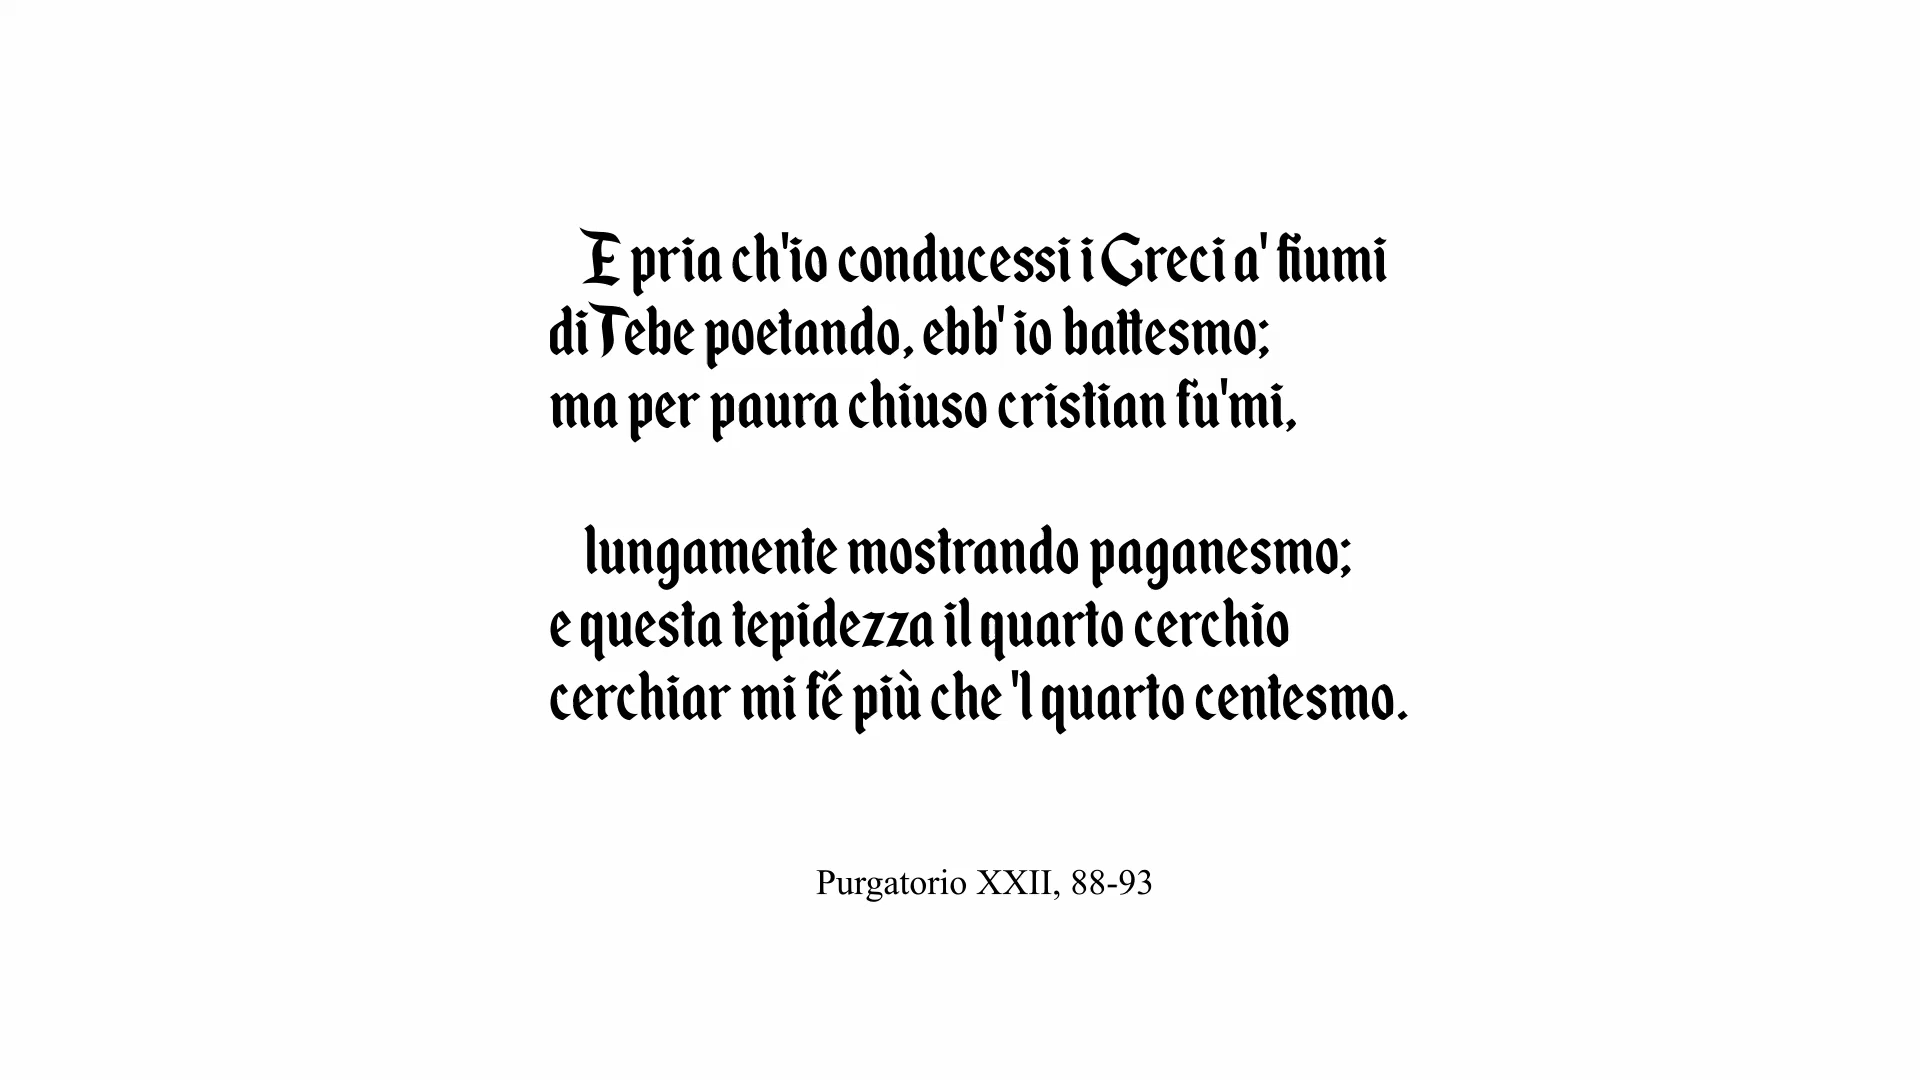 E pria ch'io conducessi i Greci a' fiumi
di Tebe poetando, ebb' io battesmo;
ma per paura chiuso cristian fu'mi,
lungamente mostrando paganesmo;
e questa tepidezza il quarto cerchio
cerchiar mi fé più che 'l quarto centesmo.
Purgatorio XXII, 88-93